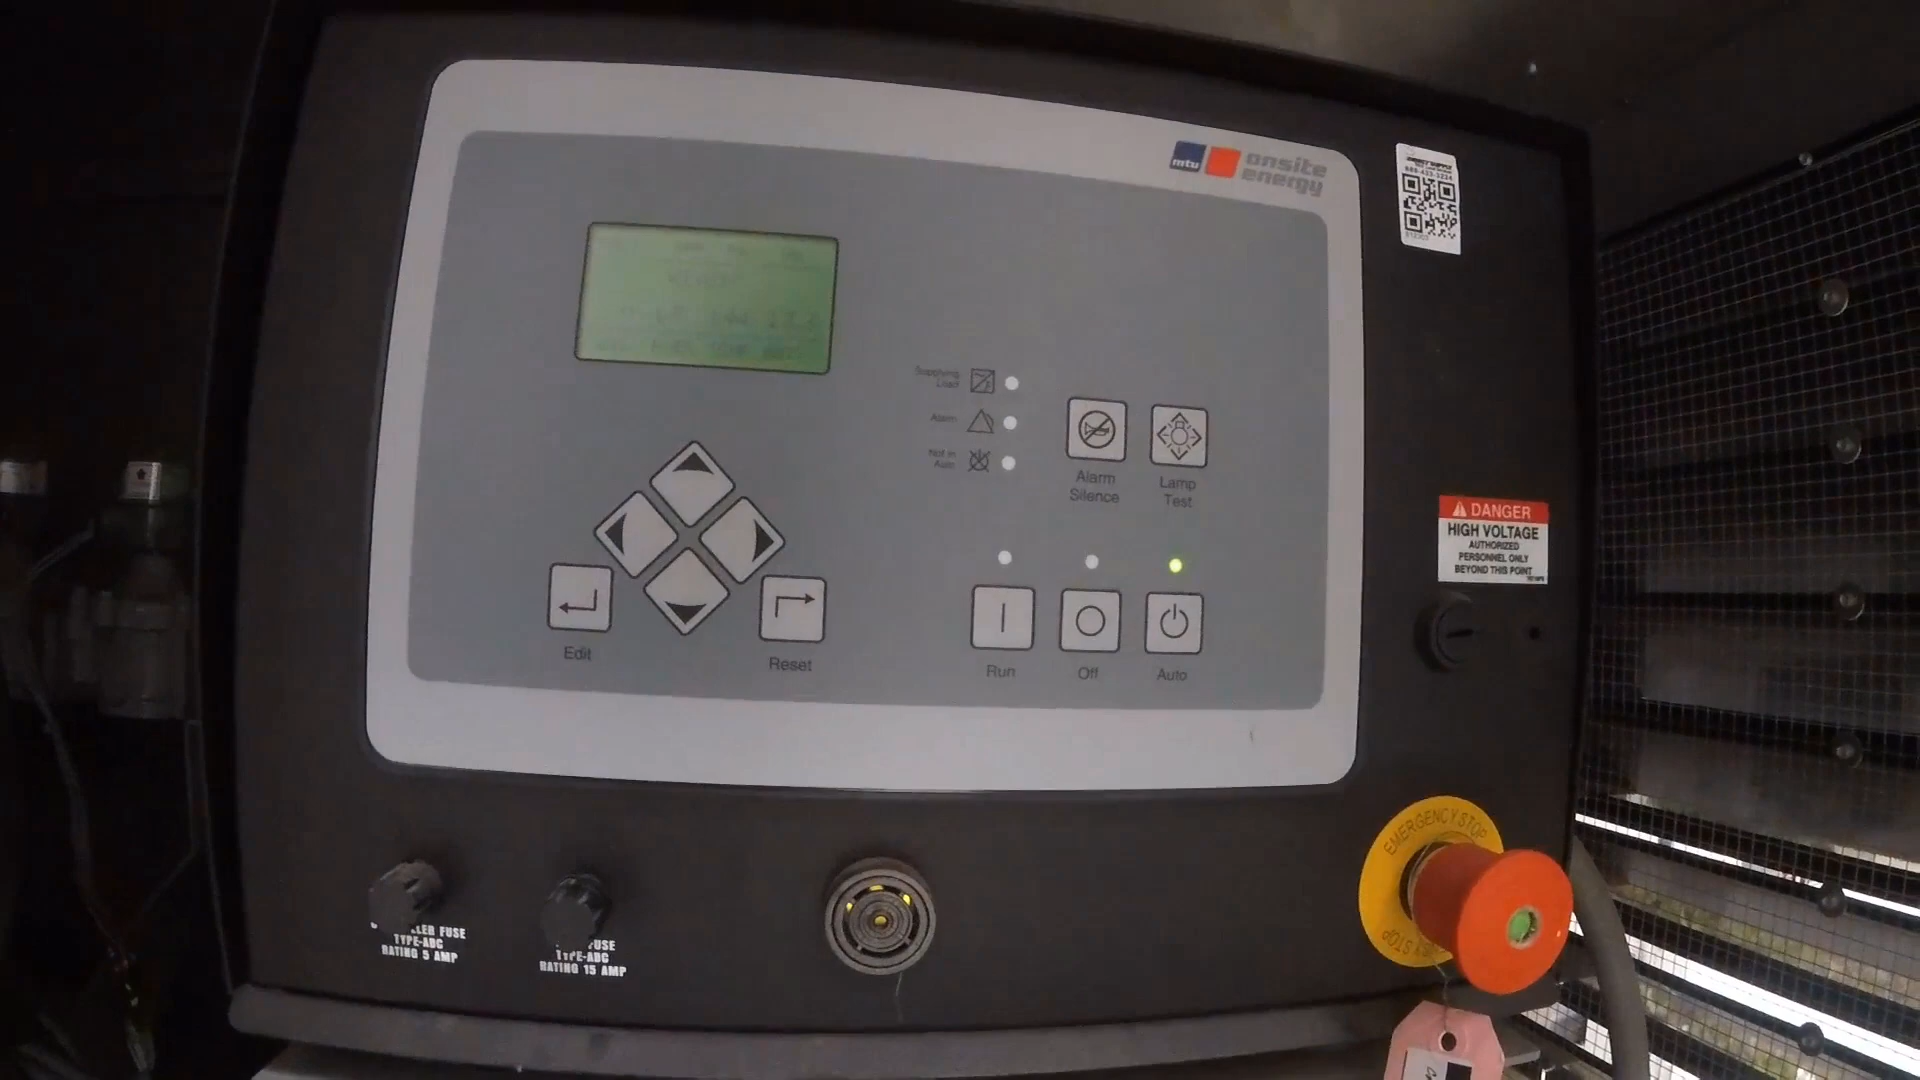 mtu
onsite
energy
Supplying
Load
Alarm
Not in
Auto
Alarm
Silence
Lamp
Test
Edit
Reset
Run
Off
Auto
DANGER
HIGH VOLTAGE
AUTHORIZED
PERSONNEL ONLY
BEYOND THIS POINT
EMERGENCY STOP
STOP
FUSE
TYPE-ABC
RATING 5 AMP
FUSE
TYPE-ABC
RATING 15 AMP